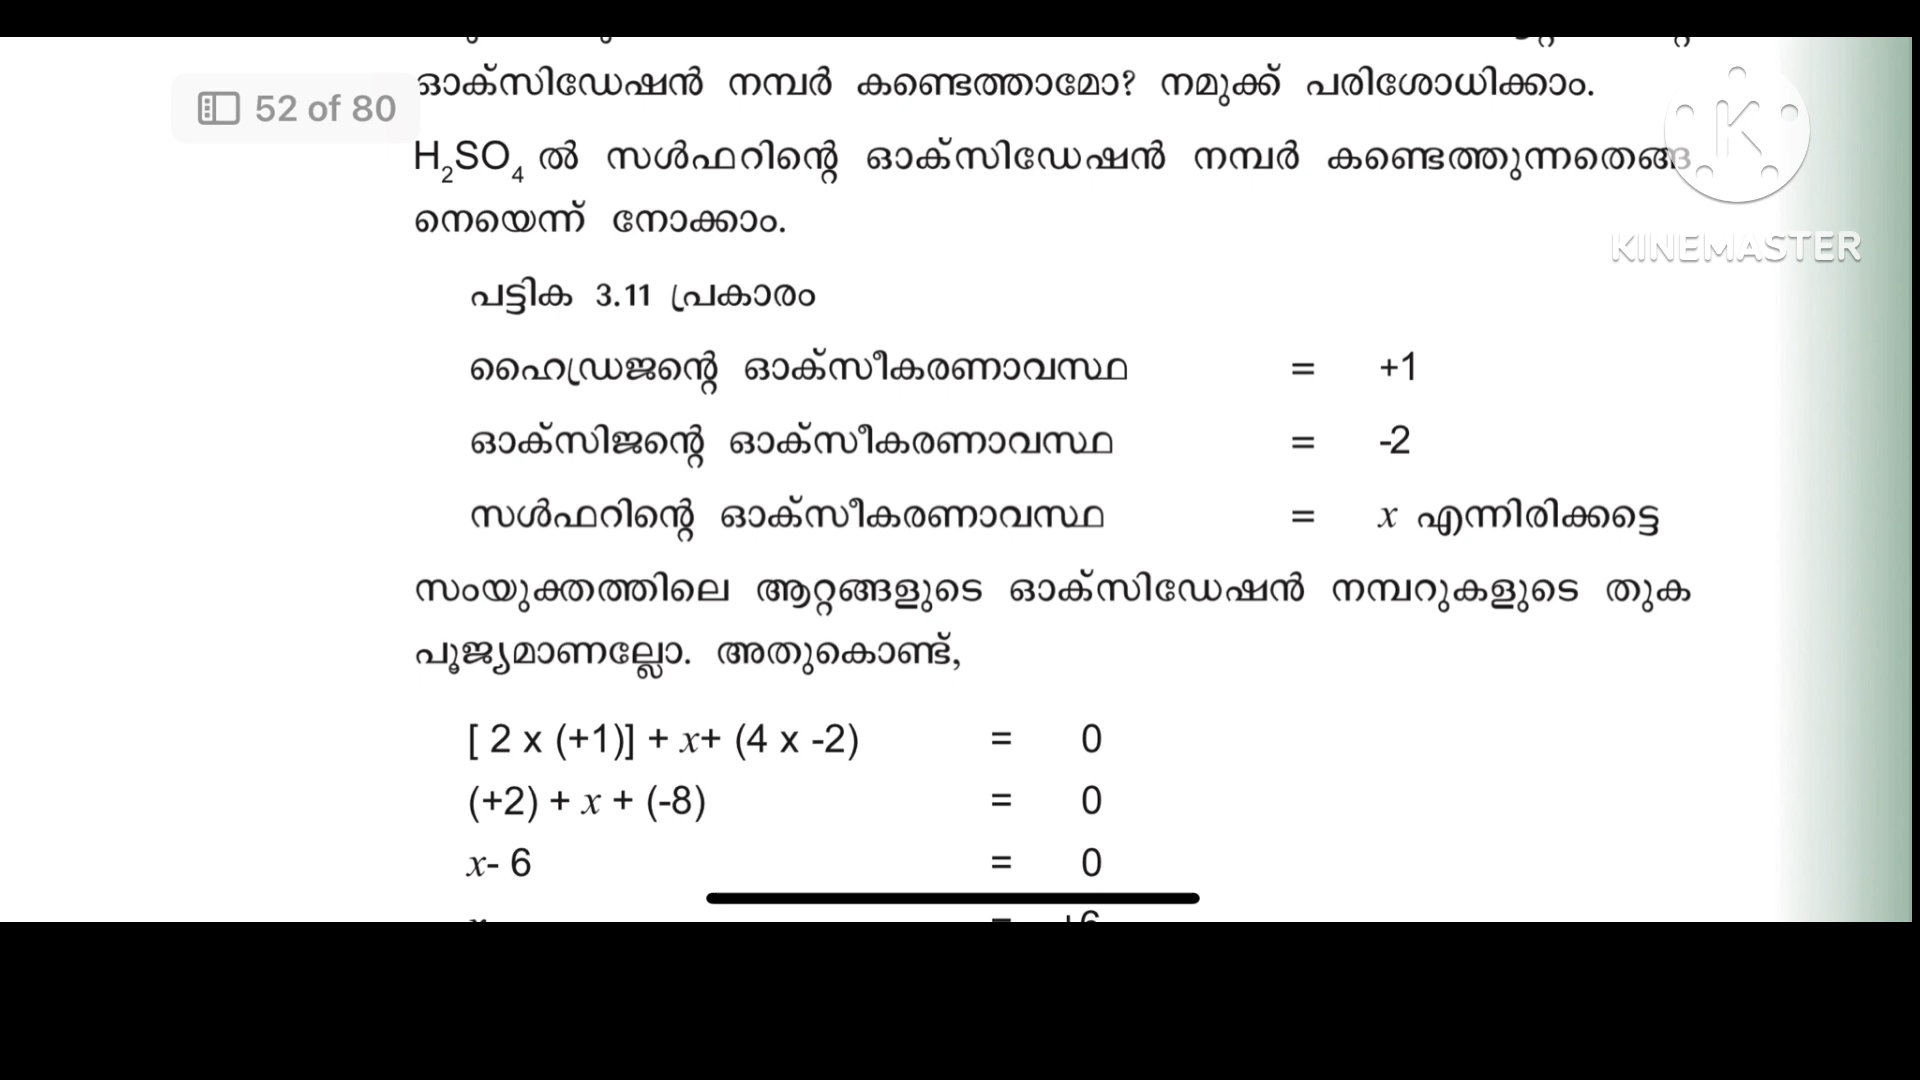 ഓക്സിഡേഷൻ നമ്പർ കണ്ടെത്താമോ? നമുക്ക് പരിശോധിക്കാം.
52 of 80
H₂SO₄ ൽ സൾഫറിന്റെ ഓക്സിഡേഷൻ നമ്പർ കണ്ടെത്തുന്നതെങ്ങ
നെയെന്ന് നോക്കാം.
KINEMASTER
പട്ടിക 3.11 പ്രകാരം
ഹൈഡ്രജന്റെ ഓക്സീകരണാവസ്ഥ = +1
ഓക്സിജന്റെ ഓക്സീകരണാവസ്ഥ = -2
സൾഫറിന്റെ ഓക്സീകരണാവസ്ഥ = x എന്നിരിക്കട്ടെ
സംയുക്തത്തിലെ ആറ്റങ്ങളുടെ ഓക്സിഡേഷൻ നമ്പറുകളുടെ തുക
പൂജ്യമാണല്ലോ. അതുകൊണ്ട്,
[ 2 x (+1)] + x+ (4 x -2) = 0
(+2) + x + (-8) = 0
x- 6 = 0